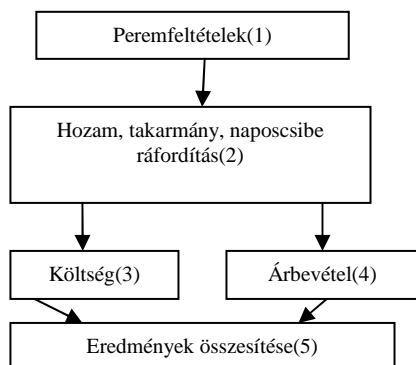 Peremfeltételek(1)
Hozam, takarmány, naposcsibe
ráfordítás(2)
Költség(3)
Árbevétel(4)
Eredmények összesítése(5)